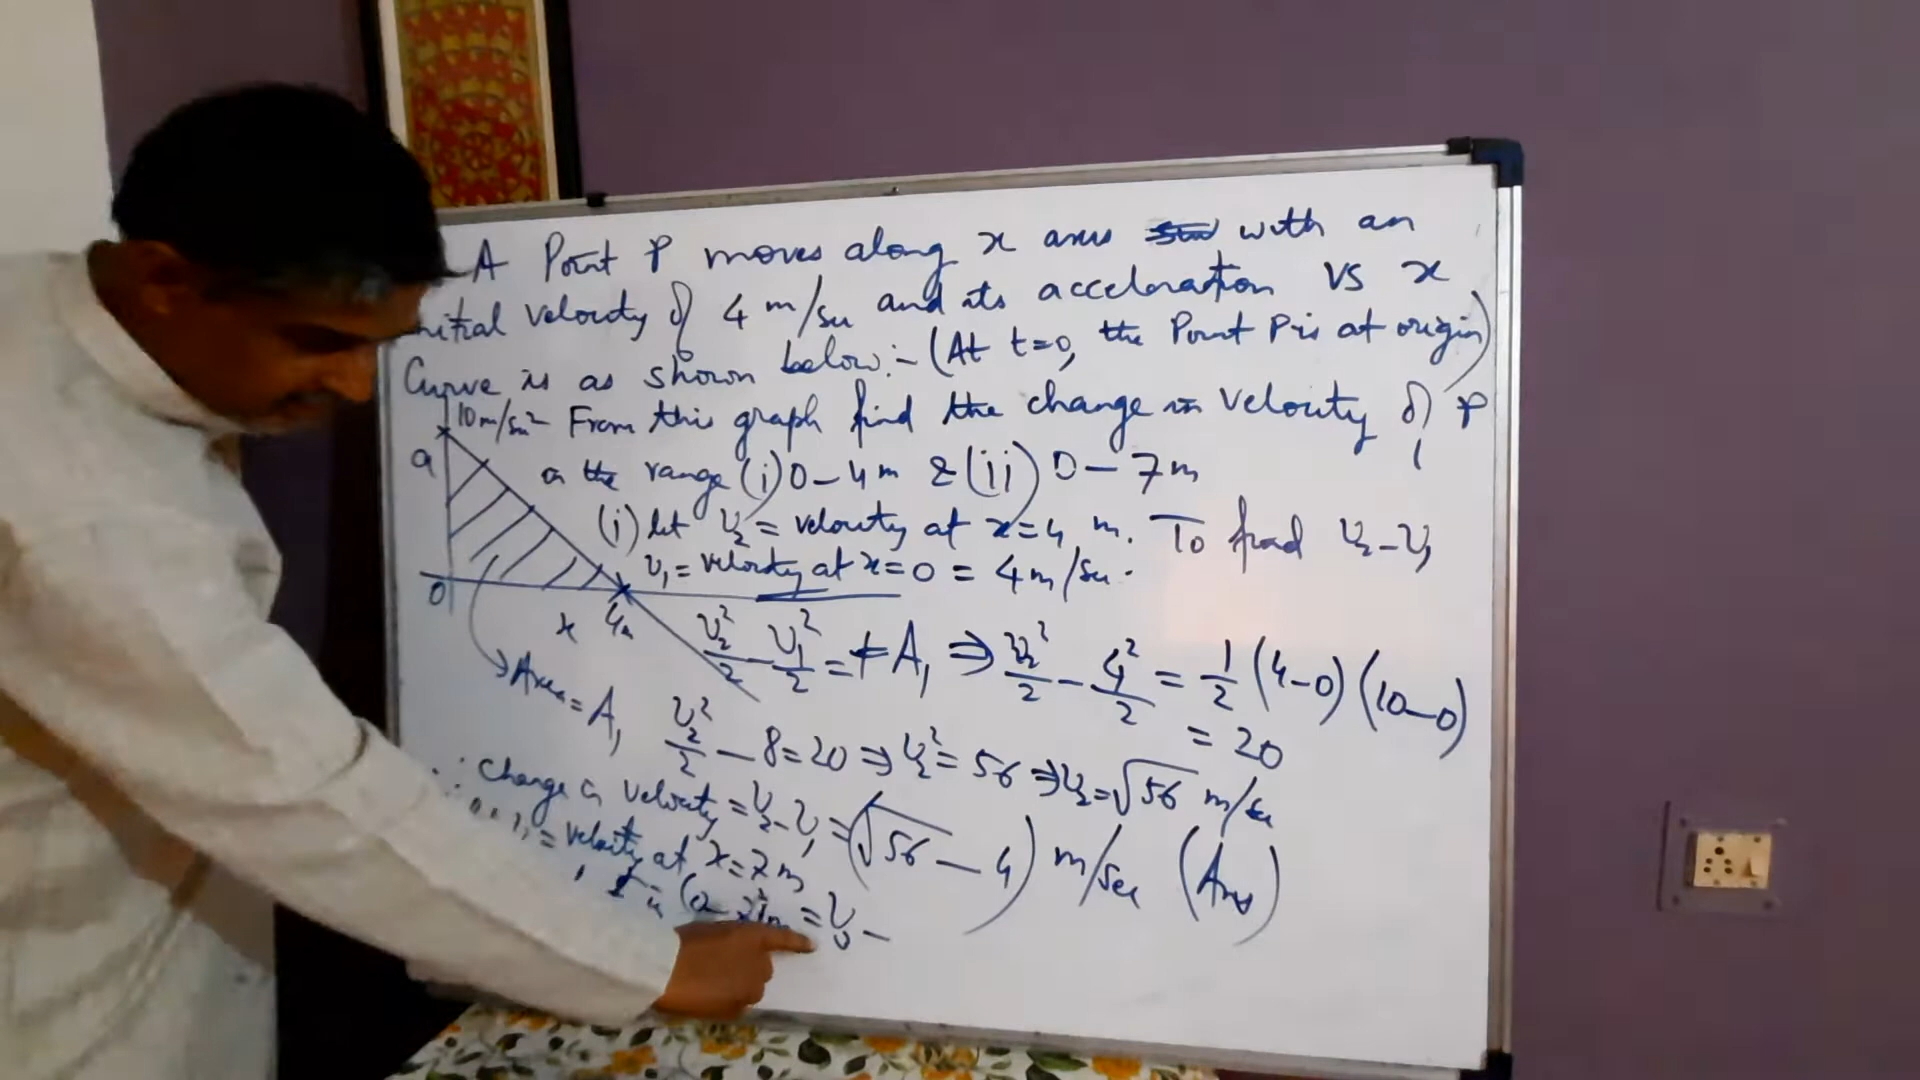 A Point P moves along x axis with an
initial velocity of 4 m/sec and its acceleration VS x
Curve is as shown below:- (At t=0, the Point P is at origin)
10m/sec² From this graph find the change in velocity of P
a
in the range (i) 0-4m & (ii) 0-7m
(i) let V₂ = velocity at x=4 m. To find V₂-V₁
V₁ = velocity at x=0 = 4m/sec.
0
x 4m
V₂²/2 - V₁²/2 = +A₁ ⇒ V₂²/2 - 4²/2 = 1/2 (4-0) (10-0)
= 20
Area = A₁
V₂²/2 - 8 = 20 ⇒ V₂² = 56 ⇒ V₂ = √56 m/sec
∴ Change in velocity = V₂-V₁ = (√56 - 4) m/sec (Ans)
= velocity at x=7m